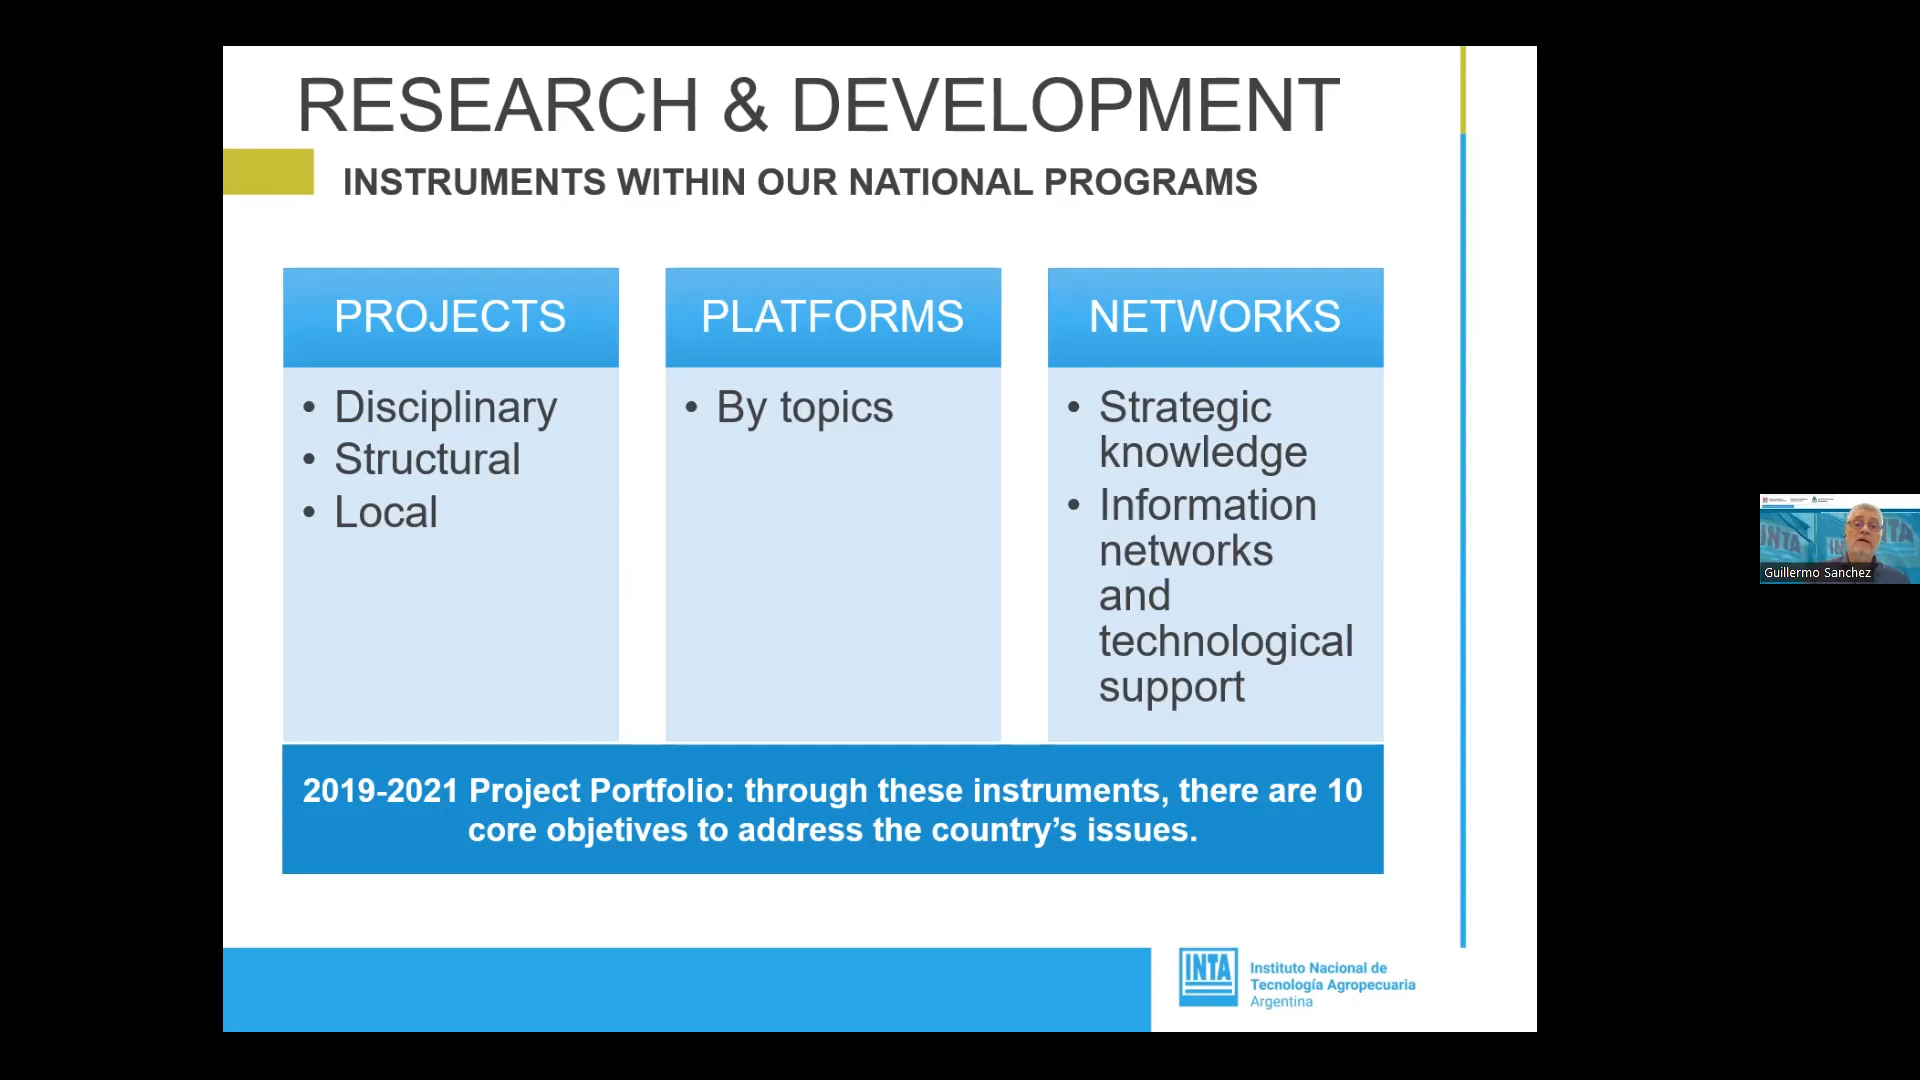 RESEARCH & DEVELOPMENT
INSTRUMENTS WITHIN OUR NATIONAL PROGRAMS
PROJECTS
• Disciplinary
• Structural
• Local
PLATFORMS
• By topics
NETWORKS
• Strategic
knowledge
• Information
networks
and
technological
support
2019-2021 Project Portfolio: through these instruments, there are 10
core objetives to address the country’s issues.
INTA
Instituto Nacional de
Tecnología Agropecuaria
Argentina
INTA
Guillermo Sanchez